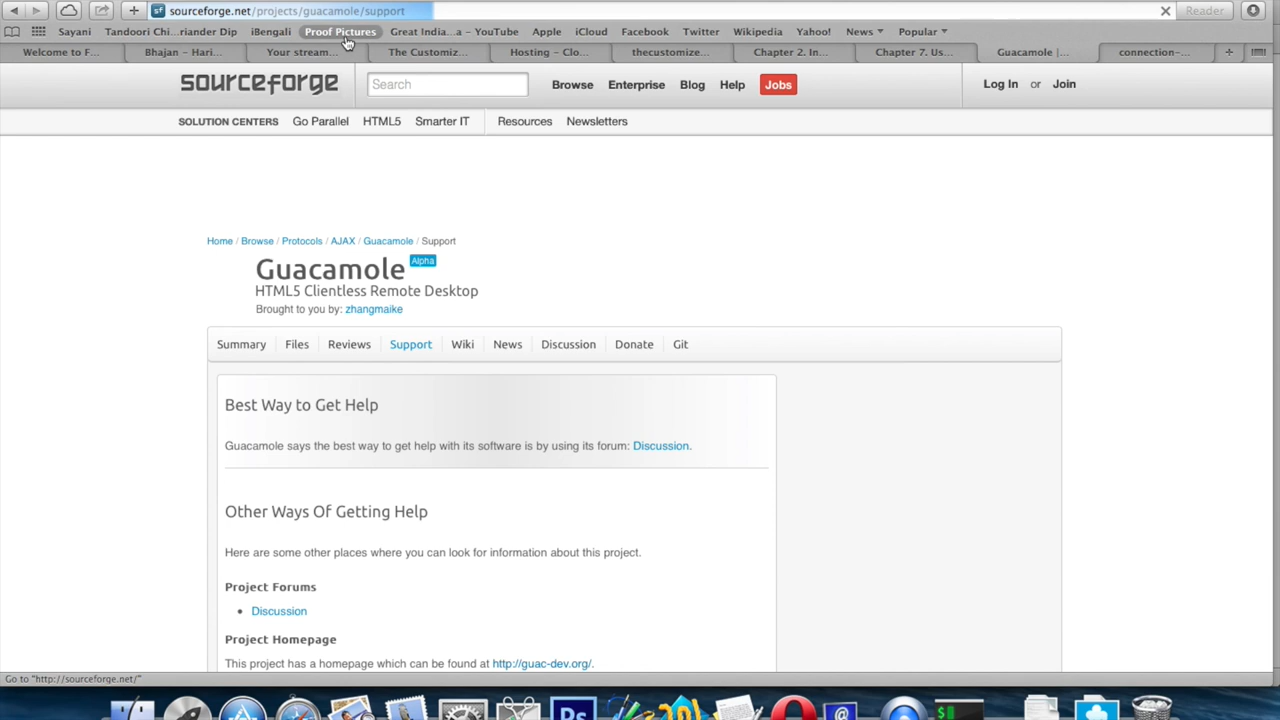 sourceforge.net/projects/guacamole/support
Reader
Sayani Tandoori Chi...riander Dip iBengali Proof Pictures Great India...a – YouTube Apple iCloud Facebook Twitter Wikipedia Yahoo! News Popular
Welcome to F... Bhajan – Hari... Your stream... The Customiz... Hosting – Clo... thecustomize... Chapter 2. In... Chapter 7. Us... Guacamole |... connection-...
sourceforge Search Browse Enterprise Blog Help Jobs Log In or Join
SOLUTION CENTERS Go Parallel HTML5 Smarter IT Resources Newsletters
Home / Browse / Protocols / AJAX / Guacamole / Support
Guacamole Alpha
HTML5 Clientless Remote Desktop
Brought to you by: zhangmaike
Summary Files Reviews Support Wiki News Discussion Donate Git
Best Way to Get Help
Guacamole says the best way to get help with its software is by using its forum: Discussion.
Other Ways Of Getting Help
Here are some other places where you can look for information about this project.
Project Forums
• Discussion
Project Homepage
This project has a homepage which can be found at http://guac-dev.org/.
Go to "http://sourceforge.net/"
Ps